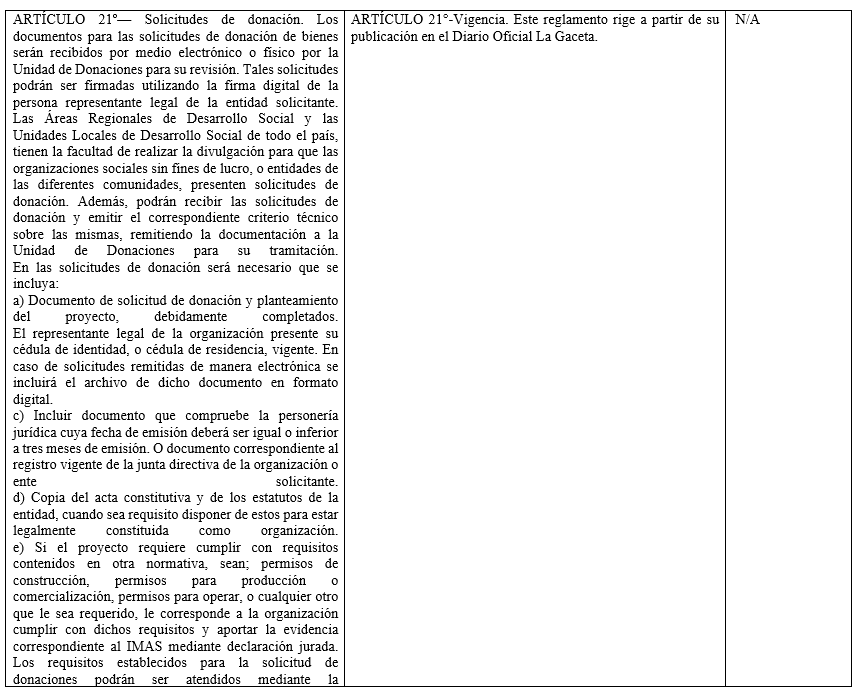 ARTÍCULO 21º— Solicitudes de donación. Los
documentos para las solicitudes de donación de bienes
serán recibidos por medio electrónico o físico por la
Unidad de Donaciones para su revisión. Tales solicitudes
podrán ser firmadas utilizando la firma digital de la
persona representante legal de la entidad solicitante.
Las Áreas Regionales de Desarrollo Social y las
Unidades Locales de Desarrollo Social de todo el país,
tienen la facultad de realizar la divulgación para que las
organizaciones sociales sin fines de lucro, o entidades de
las diferentes comunidades, presenten solicitudes de
donación. Además, podrán recibir las solicitudes de
donación y emitir el correspondiente criterio técnico
sobre las mismas, remitiendo la documentación a la
Unidad de Donaciones para su tramitación.
En las solicitudes de donación será necesario que se
incluya:
a) Documento de solicitud de donación y planteamiento
del proyecto, debidamente completados.
El representante legal de la organización presente su
cédula de identidad, o cédula de residencia, vigente. En
caso de solicitudes remitidas de manera electrónica se
incluirá el archivo de dicho documento en formato
digital.
c) Incluir documento que compruebe la personería
jurídica cuya fecha de emisión deberá ser igual o inferior
a tres meses de emisión. O documento correspondiente al
registro vigente de la junta directiva de la organización o
ente solicitante.
d) Copia del acta constitutiva y de los estatutos de la
entidad, cuando sea requisito disponer de estos para estar
legalmente constituida como organización.
e) Si el proyecto requiere cumplir con requisitos
contenidos en otra normativa, sean; permisos de
construcción, permisos para producción o
comercialización, permisos para operar, o cualquier otro
que le sea requerido, le corresponde a la organización
cumplir con dichos requisitos y aportar la evidencia
correspondiente al IMAS mediante declaración jurada.
Los requisitos establecidos para la solicitud de
donaciones podrán ser atendidos mediante la
ARTÍCULO 21°-Vigencia. Este reglamento rige a partir de su
publicación en el Diario Oficial La Gaceta.
N/A